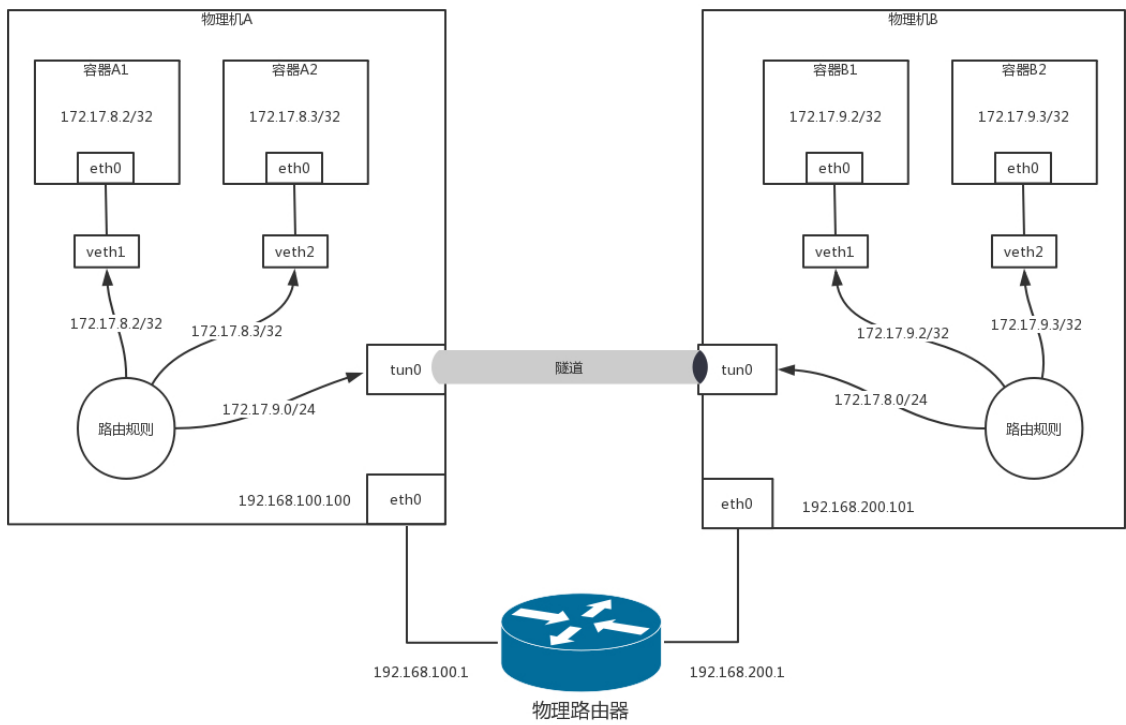 物理机A
物理机B
容器A1
容器A2
容器B1
容器B2
172.17.8.2/32
172.17.8.3/32
172.17.9.2/32
172.17.9.3/32
eth0
eth0
eth0
eth0
veth1
veth2
veth1
veth2
172.17.8.2/32
172.17.8.3/32
172.17.9.2/32
172.17.9.3/32
tun0
隧道
tun0
172.17.9.0/24
172.17.8.0/24
路由规则
路由规则
192.168.100.100
eth0
eth0
192.168.200.101
192.168.100.1
192.168.200.1
物理路由器